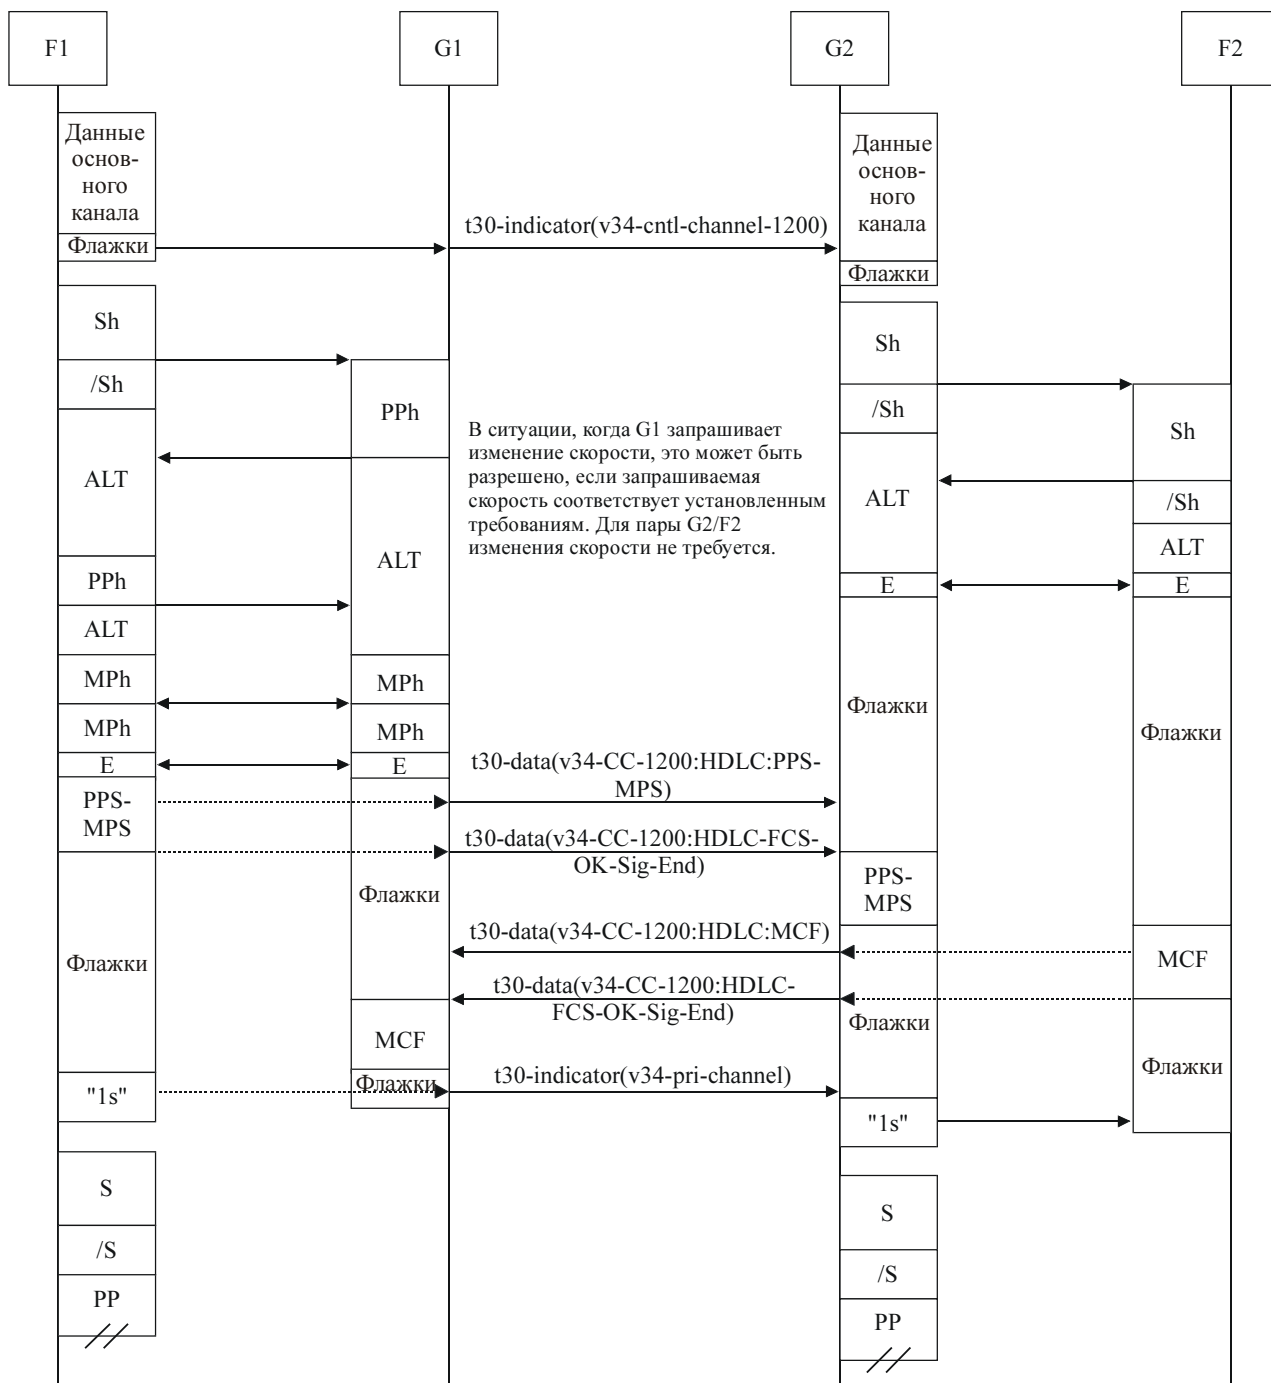 F1
G1
G2
F2
Данные
основ-
ного
канала
Флажки
t30-indicator(v34-cntl-channel-1200)
Данные
основ-
ного
канала
Флажки
Sh
/Sh
ALT
PPh
ALT
MPh
MPh
E
PPS-
MPS
Флажки
"1s"
S
/S
PP
PPh
ALT
MPh
MPh
E
Флажки
MCF
Флажки
В ситуации, когда G1 запрашивает
изменение скорости, это может быть
разрешено, если запрашиваемая
скорость соответствует установленным
требованиям. Для пары G2/F2
изменения скорости не требуется.
t30-data(v34-CC-1200:HDLC:PPS-
MPS)
t30-data(v34-CC-1200:HDLC-FCS-
OK-Sig-End)
t30-data(v34-CC-1200:HDLC:MCF)
t30-data(v34-CC-1200:HDLC-
FCS-OK-Sig-End)
t30-indicator(v34-pri-channel)
Sh
/Sh
ALT
E
Флажки
PPS-
MPS
Флажки
"1s"
S
/S
PP
Sh
/Sh
ALT
E
Флажки
MCF
Флажки